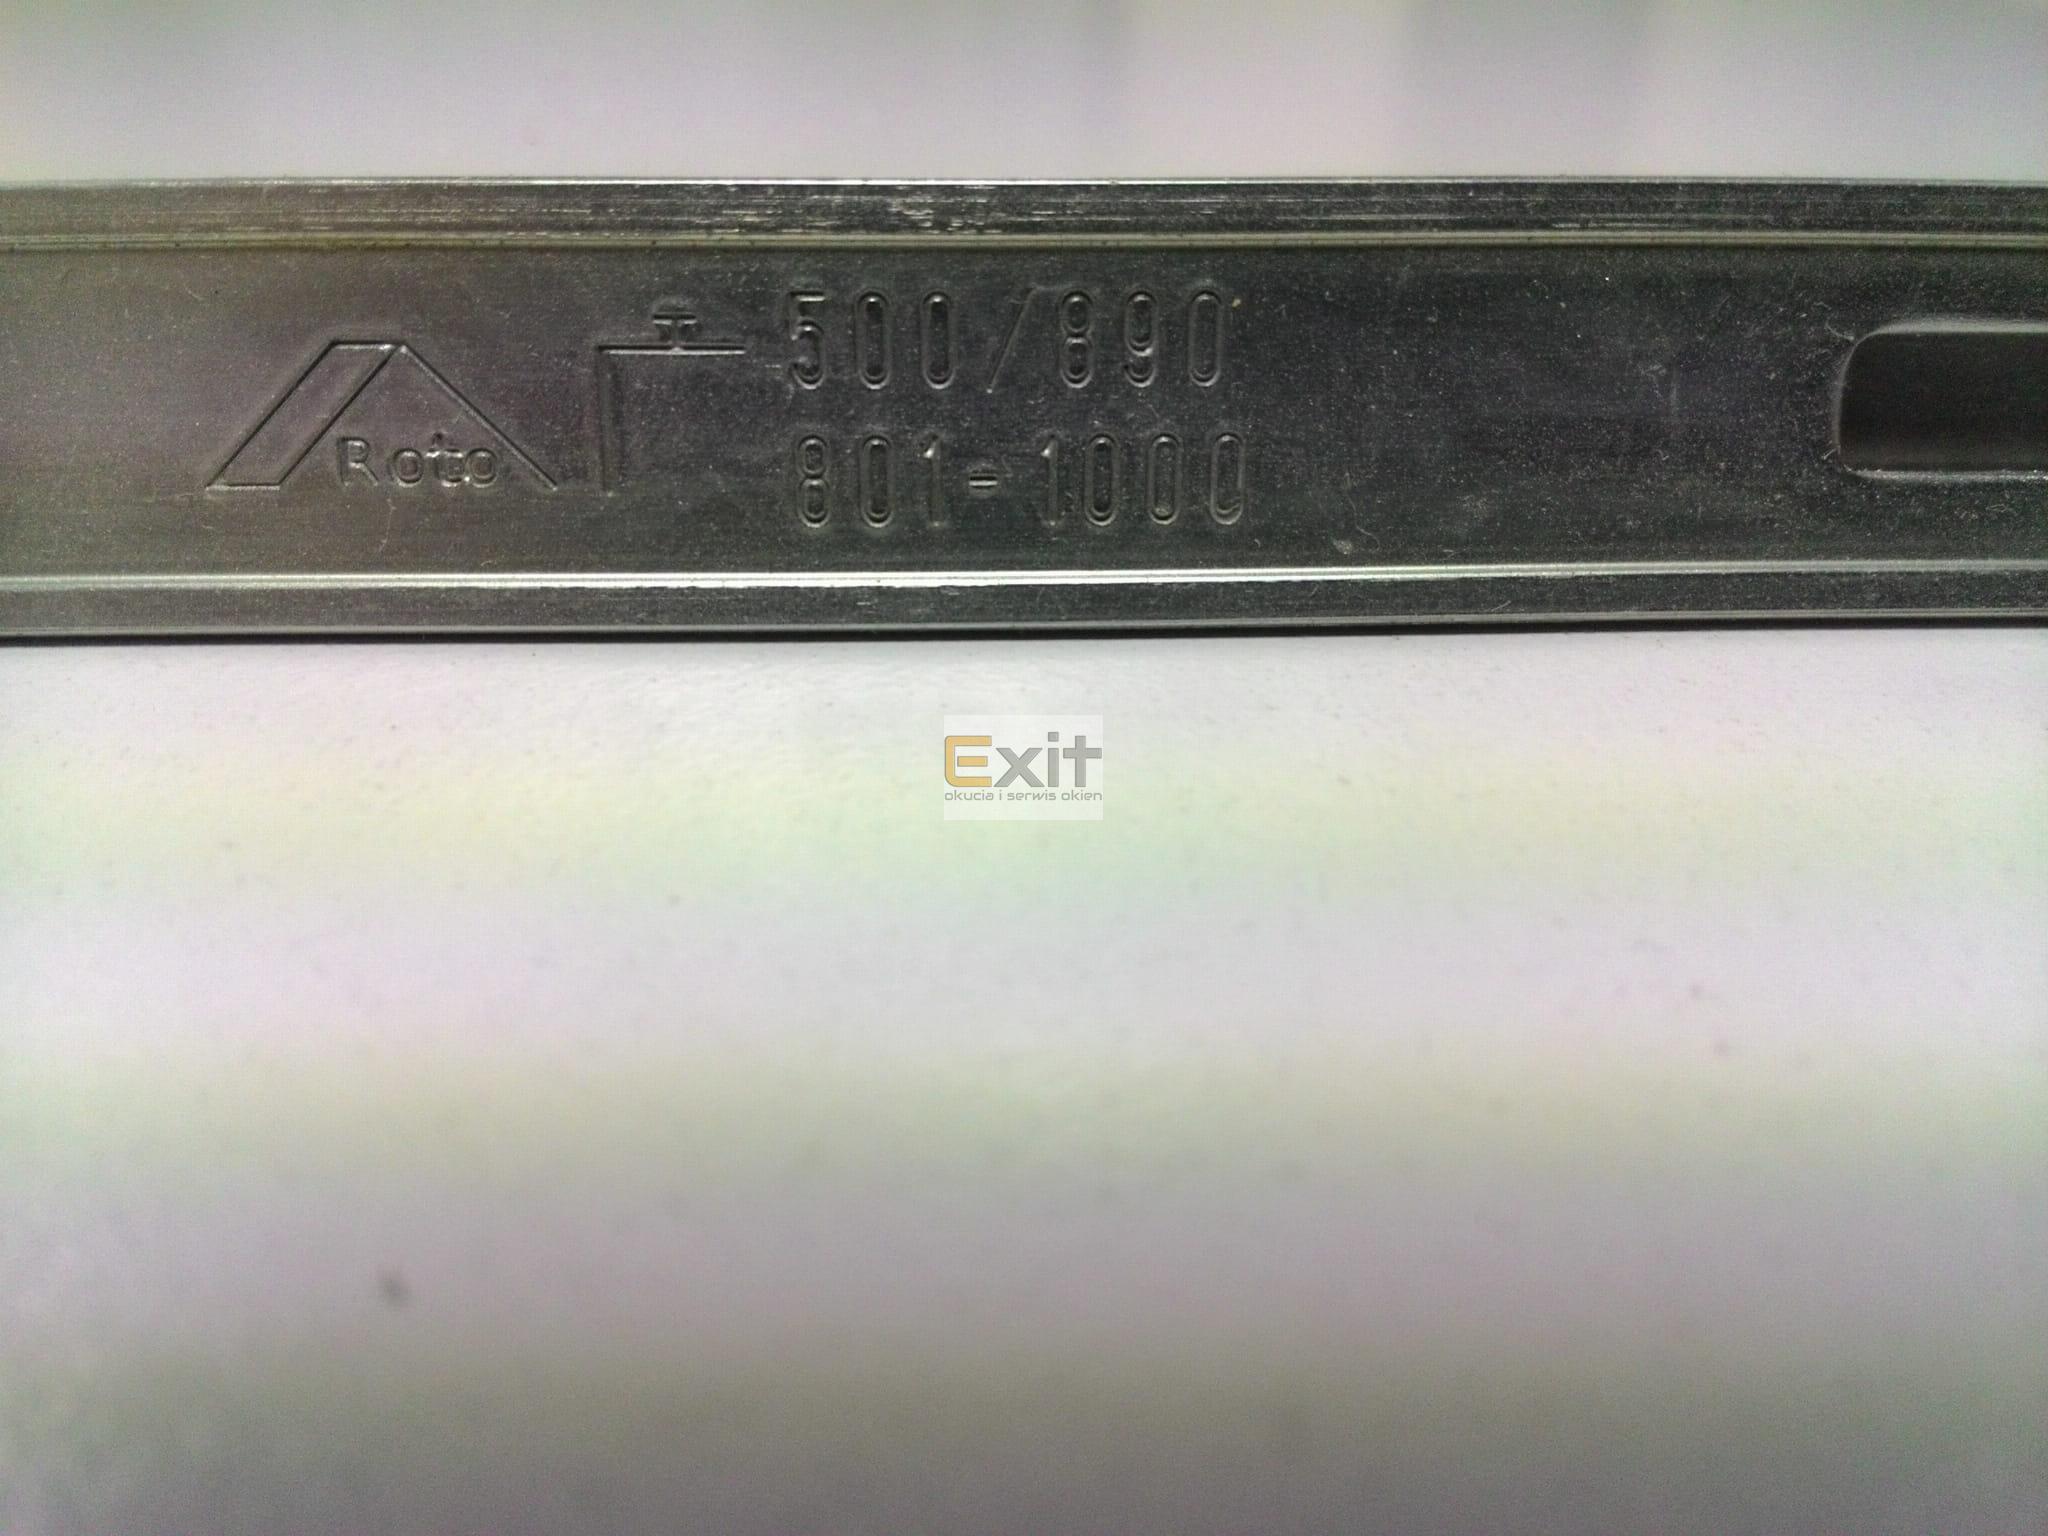 Roto
500/890
801-1000
Exit
okucia i serwis okien